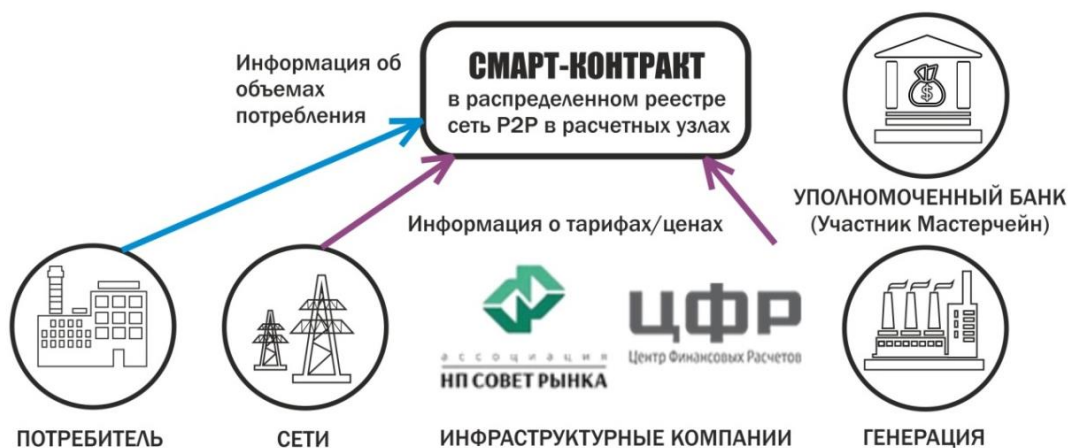 Информация об
объемах
потребления
СМАРТ-КОНТРАКТ
в распределенном реестре
сеть P2P в расчетных узлах
$
УПОЛНОМОЧЕННЫЙ БАНК
(Участник Мастерчейн)
Информация о тарифах/ценах
ассоциация
НП СОВЕТ РЫНКА
ЦФР
Центр Финансовых Расчетов
ПОТРЕБИТЕЛЬ
СЕТИ
ИНФРАСТРУКТУРНЫЕ КОМПАНИИ
ГЕНЕРАЦИЯ